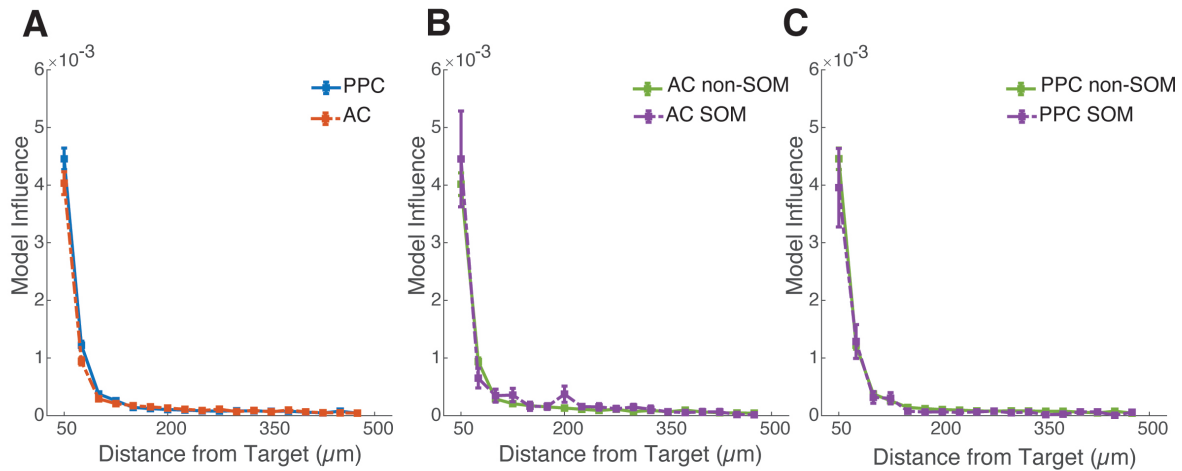 A
×10⁻³
6
5
4
3
2
1
0
Model Influence
PPC
AC
50
200
350
500
Distance from Target (µm)
B
×10⁻³
6
5
4
3
2
1
0
Model Influence
AC non-SOM
AC SOM
50
200
350
500
Distance from Target (µm)
C
×10⁻³
6
5
4
3
2
1
0
Model Influence
PPC non-SOM
PPC SOM
50
200
350
500
Distance from Target (µm)